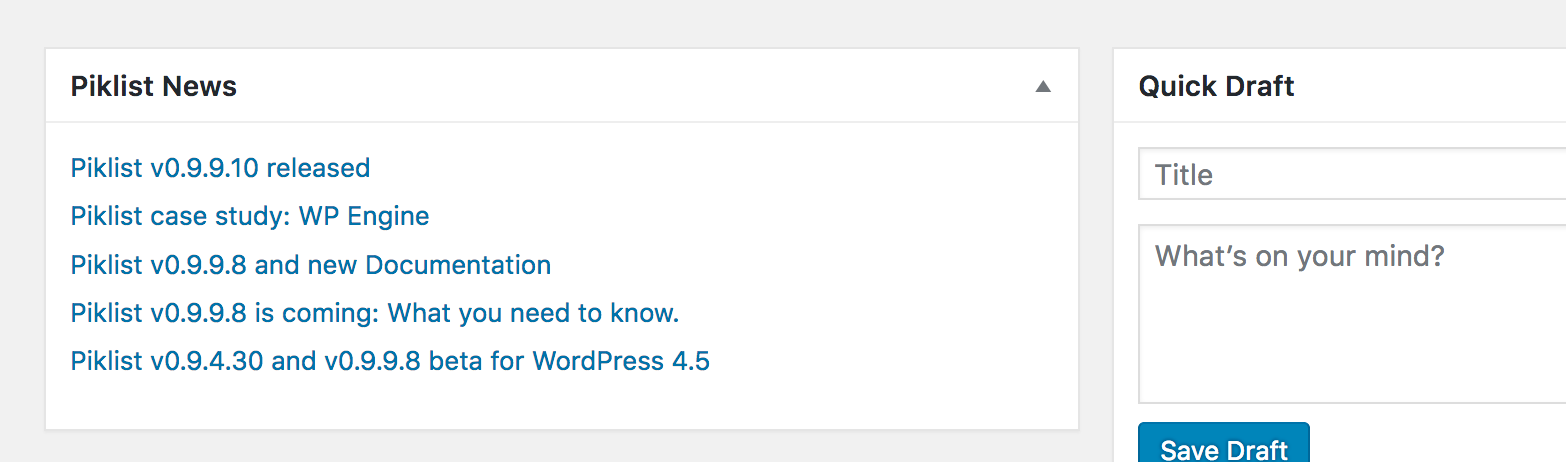 Piklist News
Piklist v0.9.9.10 released
Piklist case study: WP Engine
Piklist v0.9.9.8 and new Documentation
Piklist v0.9.9.8 is coming: What you need to know.
Piklist v0.9.4.30 and v0.9.9.8 beta for WordPress 4.5
Quick Draft
Title
What's on your mind?
Save Draft